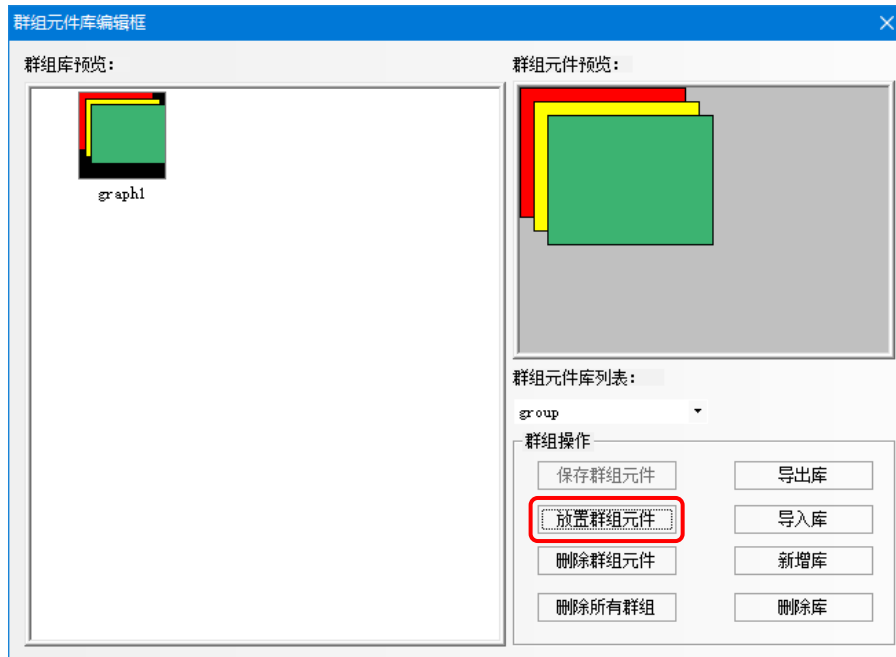 群组元件库编辑框
群组库预览：
群组元件预览：
graph1
群组元件库列表：
group
群组操作
保存群组元件
导出库
放置群组元件
导入库
删除群组元件
新增库
删除所有群组
删除库